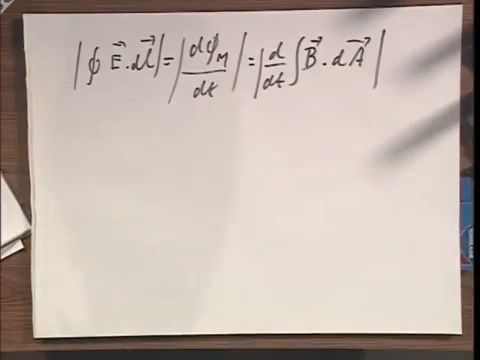 |∮ E⃗ . dl⃗| = |dφ_M/dt| = |d/dt ∫ B⃗ . dA⃗|